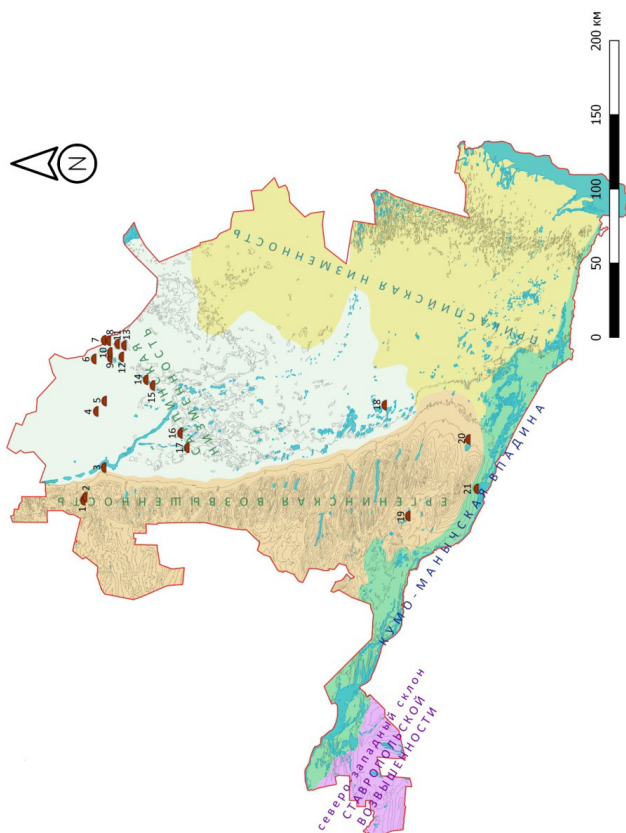 N
0 50 100 150 200 км
1
2
3
4
5
6
7
8
9
10
11
12
13
14
15
16
17
18
19
20
21
ЕРГЕНИНСКАЯ ВОЗВЫШЕННОСТЬ
САРПИНСКАЯ
НИЗМЕННОСТЬ
ПРИКАСПИЙСКАЯ НИЗМЕННОСТЬ
КУМО-МАНЫЧСКАЯ ВПАДИНА
северо-западный склон
СТАВРОПОЛЬСКОЙ
ВОЗВЫШЕННОСТИ